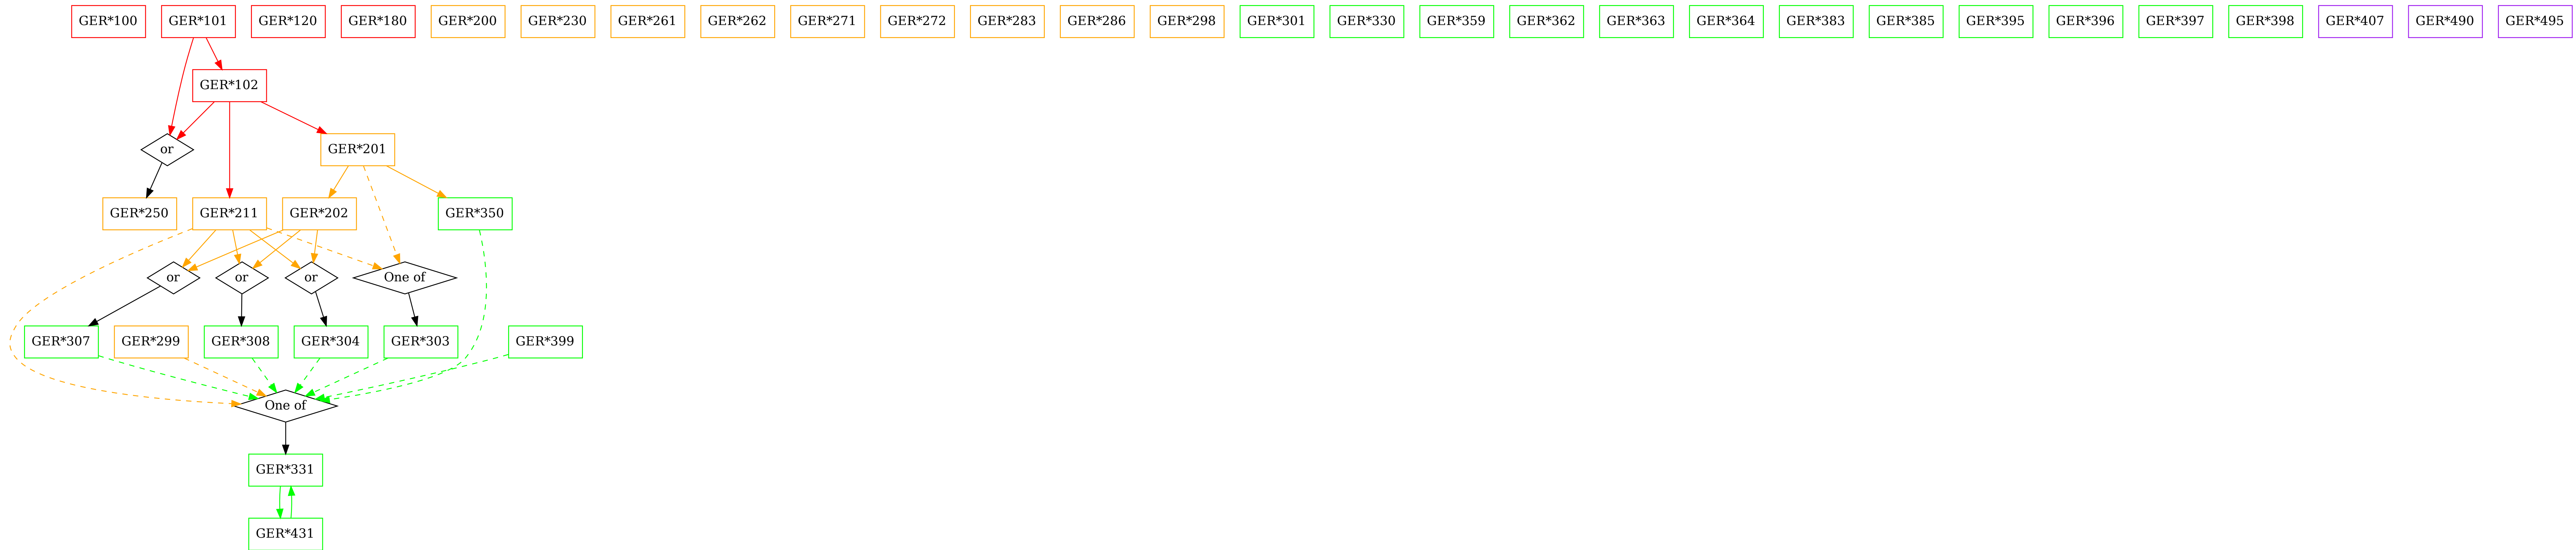 GER*100 GER*101 GER*120 GER*180 GER*200 GER*230 GER*261 GER*262 GER*271 GER*272 GER*283 GER*286 GER*298 GER*301 GER*330 GER*359 GER*362 GER*363 GER*364 GER*383 GER*385 GER*395 GER*396 GER*397 GER*398 GER*407 GER*490 GER*495
GER*102
or GER*201
GER*250 GER*211 GER*202 GER*350
or or or One of
GER*307 GER*299 GER*308 GER*304 GER*303 GER*399
One of
GER*331
GER*431